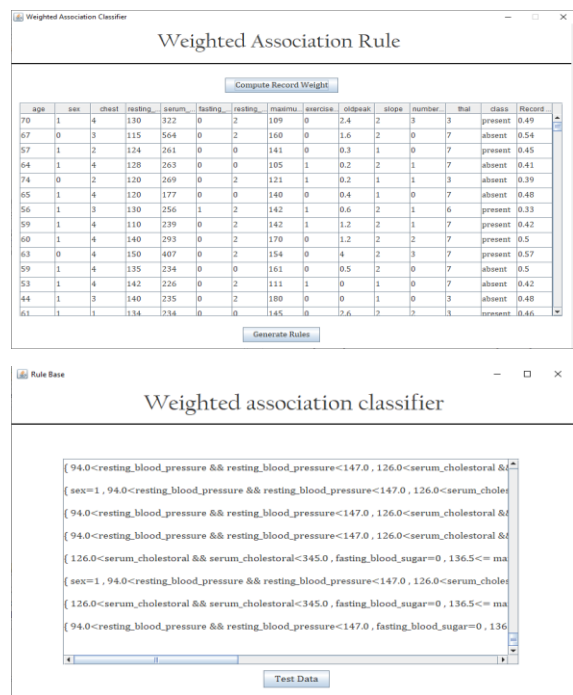 Weighted Association Classifier
Weighted Association Rule
Compute Record Weight
age sex chest resting_... serum_... fasting_... resting_... maximu... exercise... oldpeak slope number... thal class Record...
70 1 4 130 322 0 2 109 0 2.4 2 3 3 present 0.49
67 0 3 115 564 0 2 160 0 1.6 2 0 7 absent 0.54
57 1 2 124 261 0 0 141 0 0.3 1 0 7 present 0.45
64 1 4 128 263 0 0 105 1 0.2 2 1 7 absent 0.41
74 0 2 120 269 0 2 121 1 0.2 1 1 3 absent 0.39
65 1 4 120 177 0 0 140 0 0.4 1 0 7 absent 0.48
56 1 3 130 256 1 2 142 1 0.6 2 1 6 present 0.33
59 1 4 110 239 0 2 142 1 1.2 2 1 7 present 0.42
60 1 4 140 293 0 2 170 0 1.2 2 2 7 present 0.5
63 0 4 150 407 0 2 154 0 4 2 3 7 present 0.57
59 1 4 135 234 0 0 161 0 0.5 2 0 7 absent 0.5
53 1 4 142 226 0 2 111 1 0 1 0 7 absent 0.42
44 1 3 140 235 0 2 180 0 0 1 0 3 absent 0.48
61 1 1 134 234 0 0 145 0 2.6 2 2 3 present 0.46
Generate Rules
Rule Base
Weighted association classifier
{ 94.0<resting_blood_pressure && resting_blood_pressure<147.0 , 126.0<serum_cholestoral &&
{ sex=1 , 94.0<resting_blood_pressure && resting_blood_pressure<147.0 , 126.0<serum_choles
{ 94.0<resting_blood_pressure && resting_blood_pressure<147.0 , 126.0<serum_cholestoral &&
{ 94.0<resting_blood_pressure && resting_blood_pressure<147.0 , 126.0<serum_cholestoral &&
{ 126.0<serum_cholestoral && serum_cholestoral<345.0 , fasting_blood_sugar=0 , 136.5<= ma
{ sex=1 , 94.0<resting_blood_pressure && resting_blood_pressure<147.0 , 126.0<serum_choles
{ 126.0<serum_cholestoral && serum_cholestoral<345.0 , fasting_blood_sugar=0 , 136.5<= ma
{ 94.0<resting_blood_pressure && resting_blood_pressure<147.0 , fasting_blood_sugar=0 , 136
Test Data